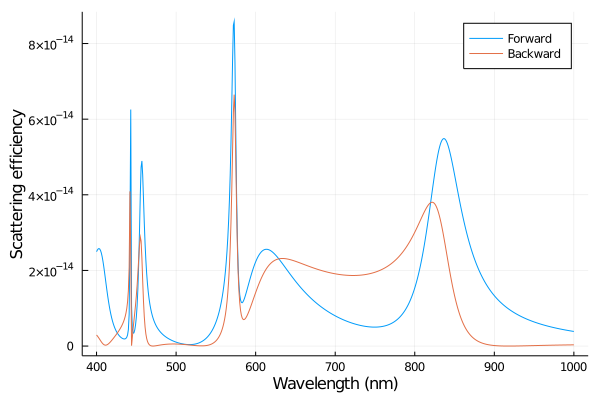 Forward
Backward
Scattering efficiency
8×10⁻¹⁴
6×10⁻¹⁴
4×10⁻¹⁴
2×10⁻¹⁴
0
400 500 600 700 800 900 1000
Wavelength (nm)